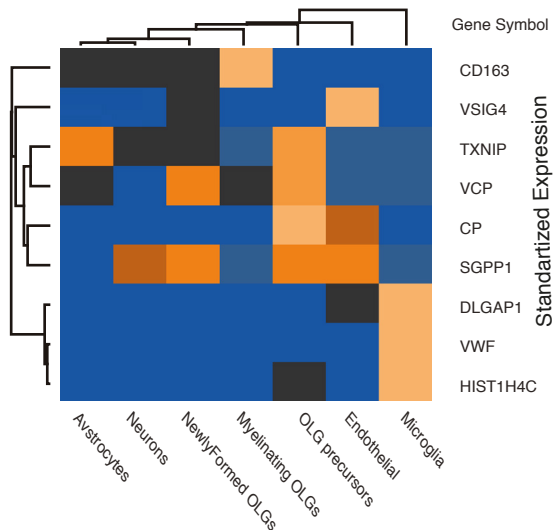 Gene Symbol
CD163
VSIG4
TXNIP
VCP
CP
SGPP1
DLGAP1
VWF
HIST1H4C
Standartized Expression
Avstrocytes
Neurons
NewlyFormed OLGs
Myelinating OLGs
OLG precursors
Endothelial
Microglia